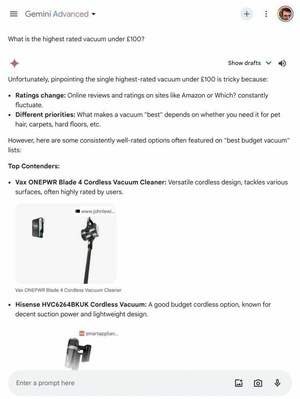 Gemini Advanced
What is the highest rated vacuum under £100?
Show drafts
Unfortunately, pinpointing the single highest-rated vacuum under £100 is tricky because:
• Ratings change: Online reviews and ratings on sites like Amazon or Which? constantly
fluctuate.
• Different priorities: What makes a vacuum "best" depends on whether you need it for pet
hair, carpets, hard floors, etc.
However, here are some consistently well-rated options often featured on "best budget vacuum"
lists:
Top Contenders:
• Vax ONEPWR Blade 4 Cordless Vacuum Cleaner: Versatile cordless design, tackles various
surfaces, often highly rated by users.
www.johnlewi...
Vax ONEPWR Blade 4 Cordless Vacuum Cleaner
• Hisense HVC6264BKUK Cordless Vacuum: A good budget cordless option, known for
decent suction power and lightweight design.
smartapplian...
Enter a prompt here